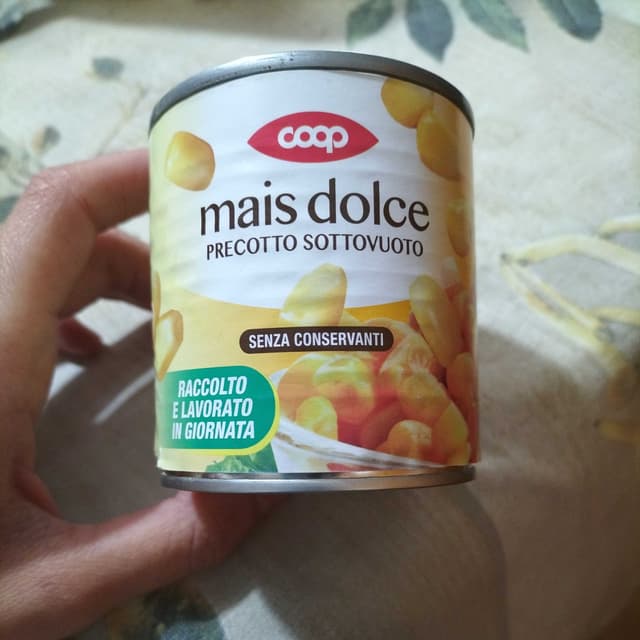 coop
mais dolce
PRECOTTO SOTTOVUOTO
SENZA CONSERVANTI
RACCOLTO
E LAVORATO
IN GIORNATA